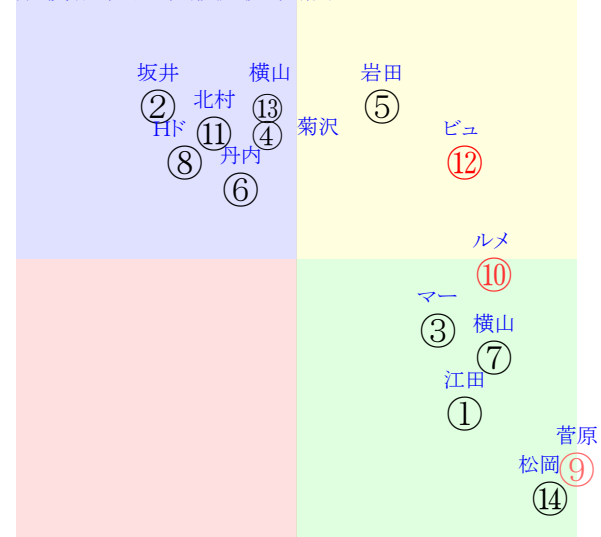 坂井
横山
岩田
北村
②
⑬
⑤
Hド
⑪
④
菊沢
ビュ
丹内
⑧
⑫
⑥
ルメ
⑩
マー
横山
③
⑦
江田
①
菅原
松岡
⑨
⑭